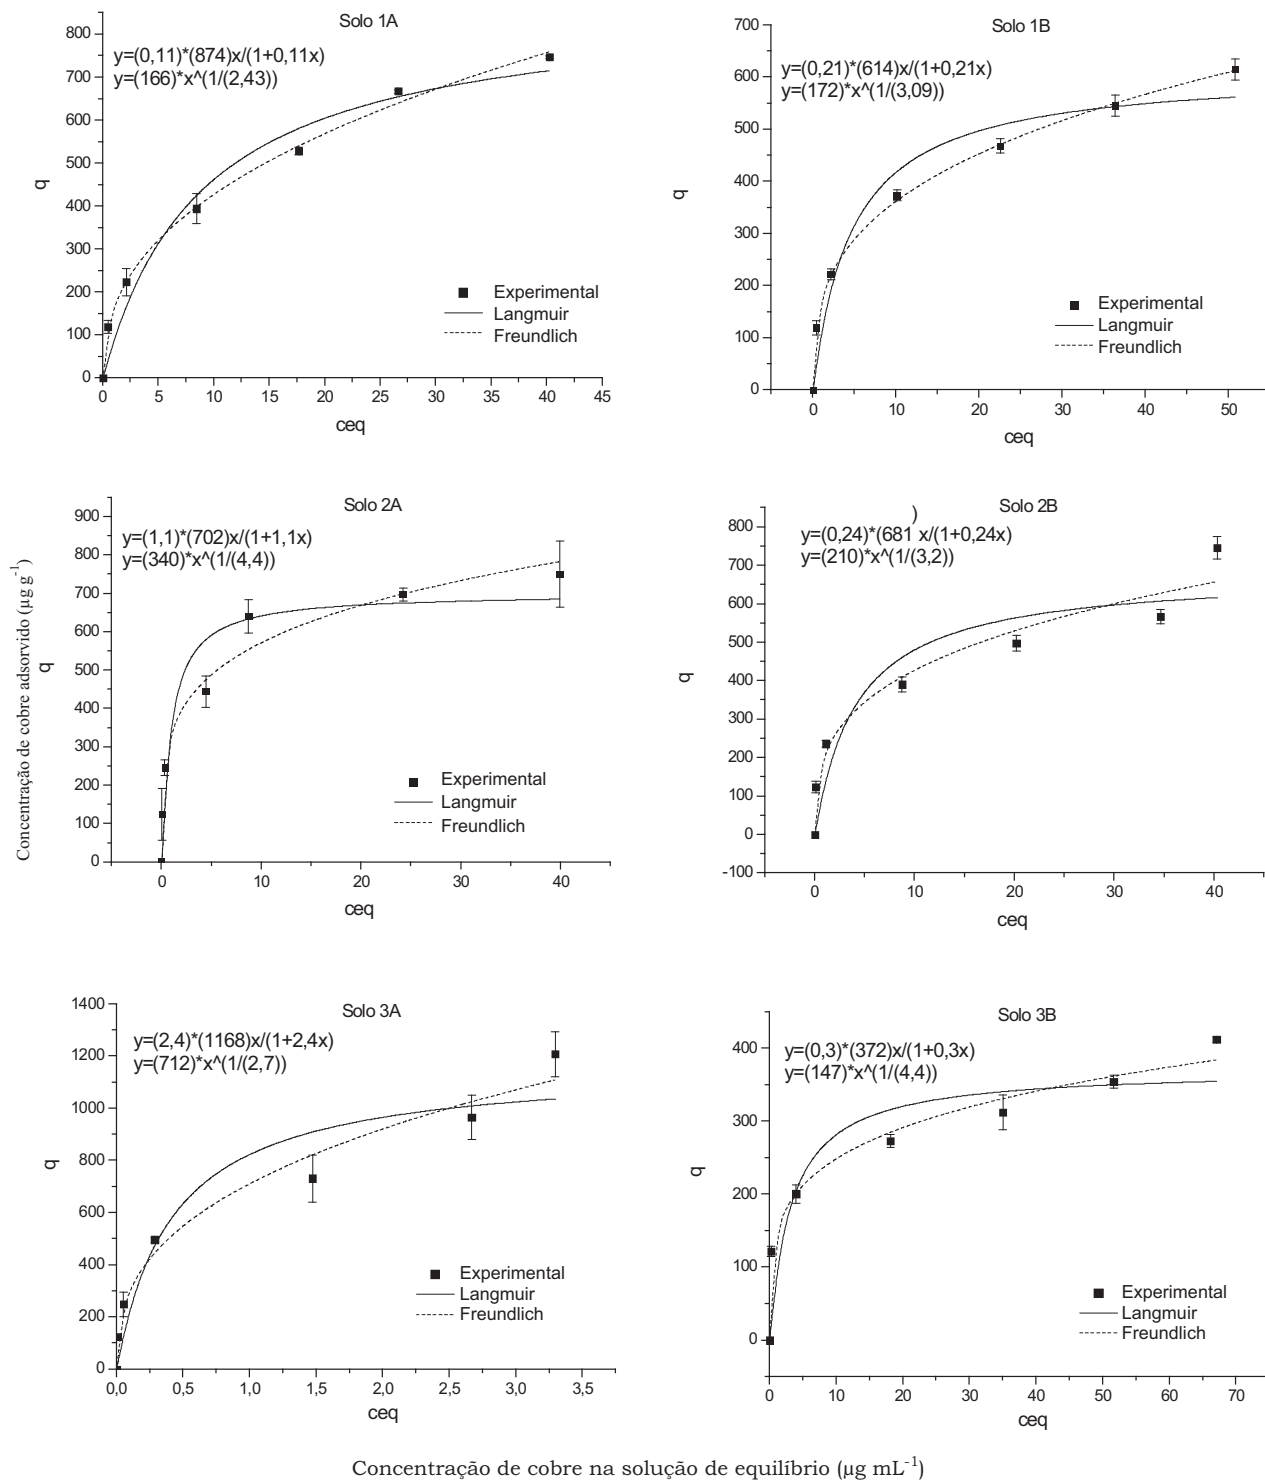 Solo 1A
y=(0,11)*(874)x/(1+0,11x)
y=(166)*x^(1/(2,43))
800
700
600
500
400
300
200
100
0
q
Experimental
Langmuir
Freundlich
0 5 10 15 20 25 30 35 40 45
ceq
Solo 1B
y=(0,21)*(614)x/(1+0,21x)
y=(172)*x^(1/(3,09))
700
600
500
400
300
200
100
0
q
Experimental
Langmuir
Freundlich
0 10 20 30 40 50
ceq
Concentração de cobre adsorvido (µg g-1)
Solo 2A
y=(1,1)*(702)x/(1+1,1x)
y=(340)*x^(1/(4,4))
900
800
700
600
500
400
300
200
100
0
q
Experimental
Langmuir
Freundlich
0 10 20 30 40
ceq
Solo 2B
)
y=(0,24)*(681 x/(1+0,24x)
y=(210)*x^(1/(3,2))
800
700
600
500
400
300
200
100
0
-100
q
Experimental
Langmuir
Freundlich
0 10 20 30 40
ceq
Solo 3A
y=(2,4)*(1168)x/(1+2,4x)
y=(712)*x^(1/(2,7))
1400
1200
1000
800
600
400
200
0
q
Experimental
Langmuir
Freundlich
0,0 0,5 1,0 1,5 2,0 2,5 3,0 3,5
ceq
Solo 3B
y=(0,3)*(372)x/(1+0,3x)
y=(147)*x^(1/(4,4))
400
300
200
100
0
q
Experimental
Langmuir
Freundlich
0 10 20 30 40 50 60 70
ceq
Concentração de cobre na solução de equilíbrio (µg mL-1)